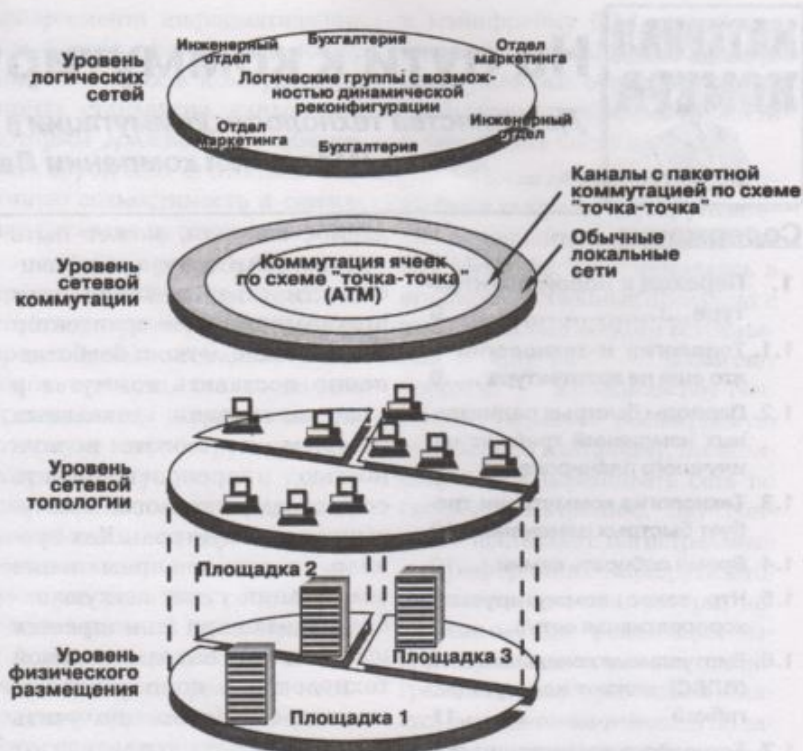 Уровень
логических
сетей
Инженерный
отдел
Бухгалтерия
Отдел
маркетинга
Логические группы с возмож-
ностью динамической
реконфигурации
Отдел
маркетинга
Бухгалтерия
Инженерный
отдел
Каналы с пакетной
коммутацией по схеме
"точка-точка"
Обычные
локальные
сети
Уровень
сетевой
коммутации
Коммутация ячеек
по схеме "точка-точка"
(ATM)
Уровень
сетевой
топологии
Площадка 2
Площадка 3
Уровень
физического
размещения
Площадка 1